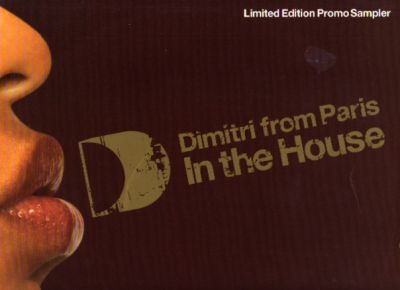 Limited Edition Promo Sampler
Dimitri from Paris
In the House